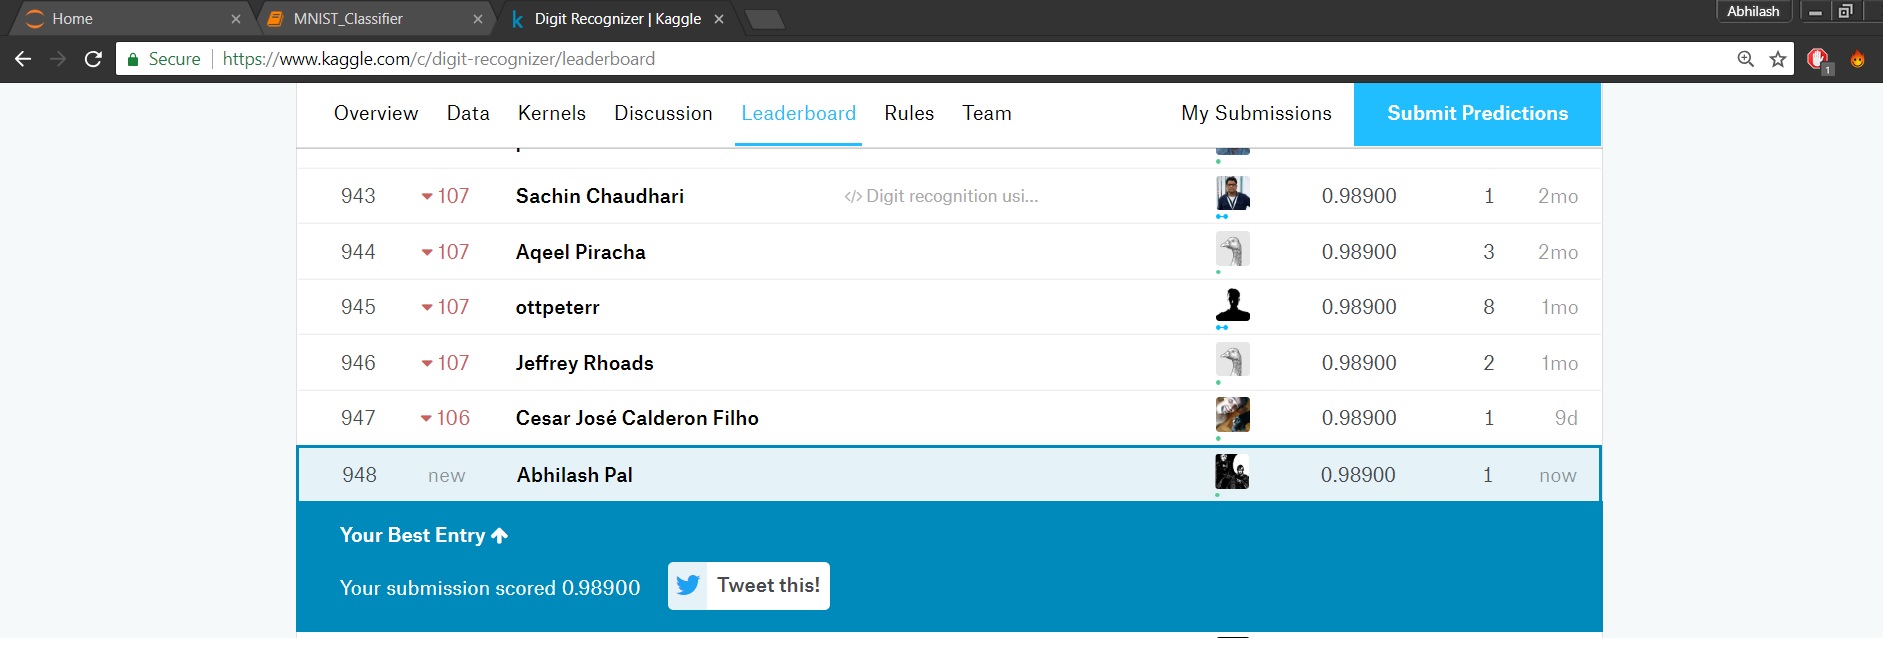 Home
MNIST_Classifier
Digit Recognizer | Kaggle
Abhilash
Secure https://www.kaggle.com/c/digit-recognizer/leaderboard
1
Overview Data Kernels Discussion Leaderboard Rules Team My Submissions Submit Predictions
943 107 Sachin Chaudhari </> Digit recognition usi... 0.98900 1 2mo
944 107 Aqeel Piracha 0.98900 3 2mo
945 107 ottpeterr 0.98900 8 1mo
946 107 Jeffrey Rhoads 0.98900 2 1mo
947 106 Cesar José Calderon Filho 0.98900 1 9d
948 new Abhilash Pal 0.98900 1 now
Your Best Entry
Your submission scored 0.98900 Tweet this!